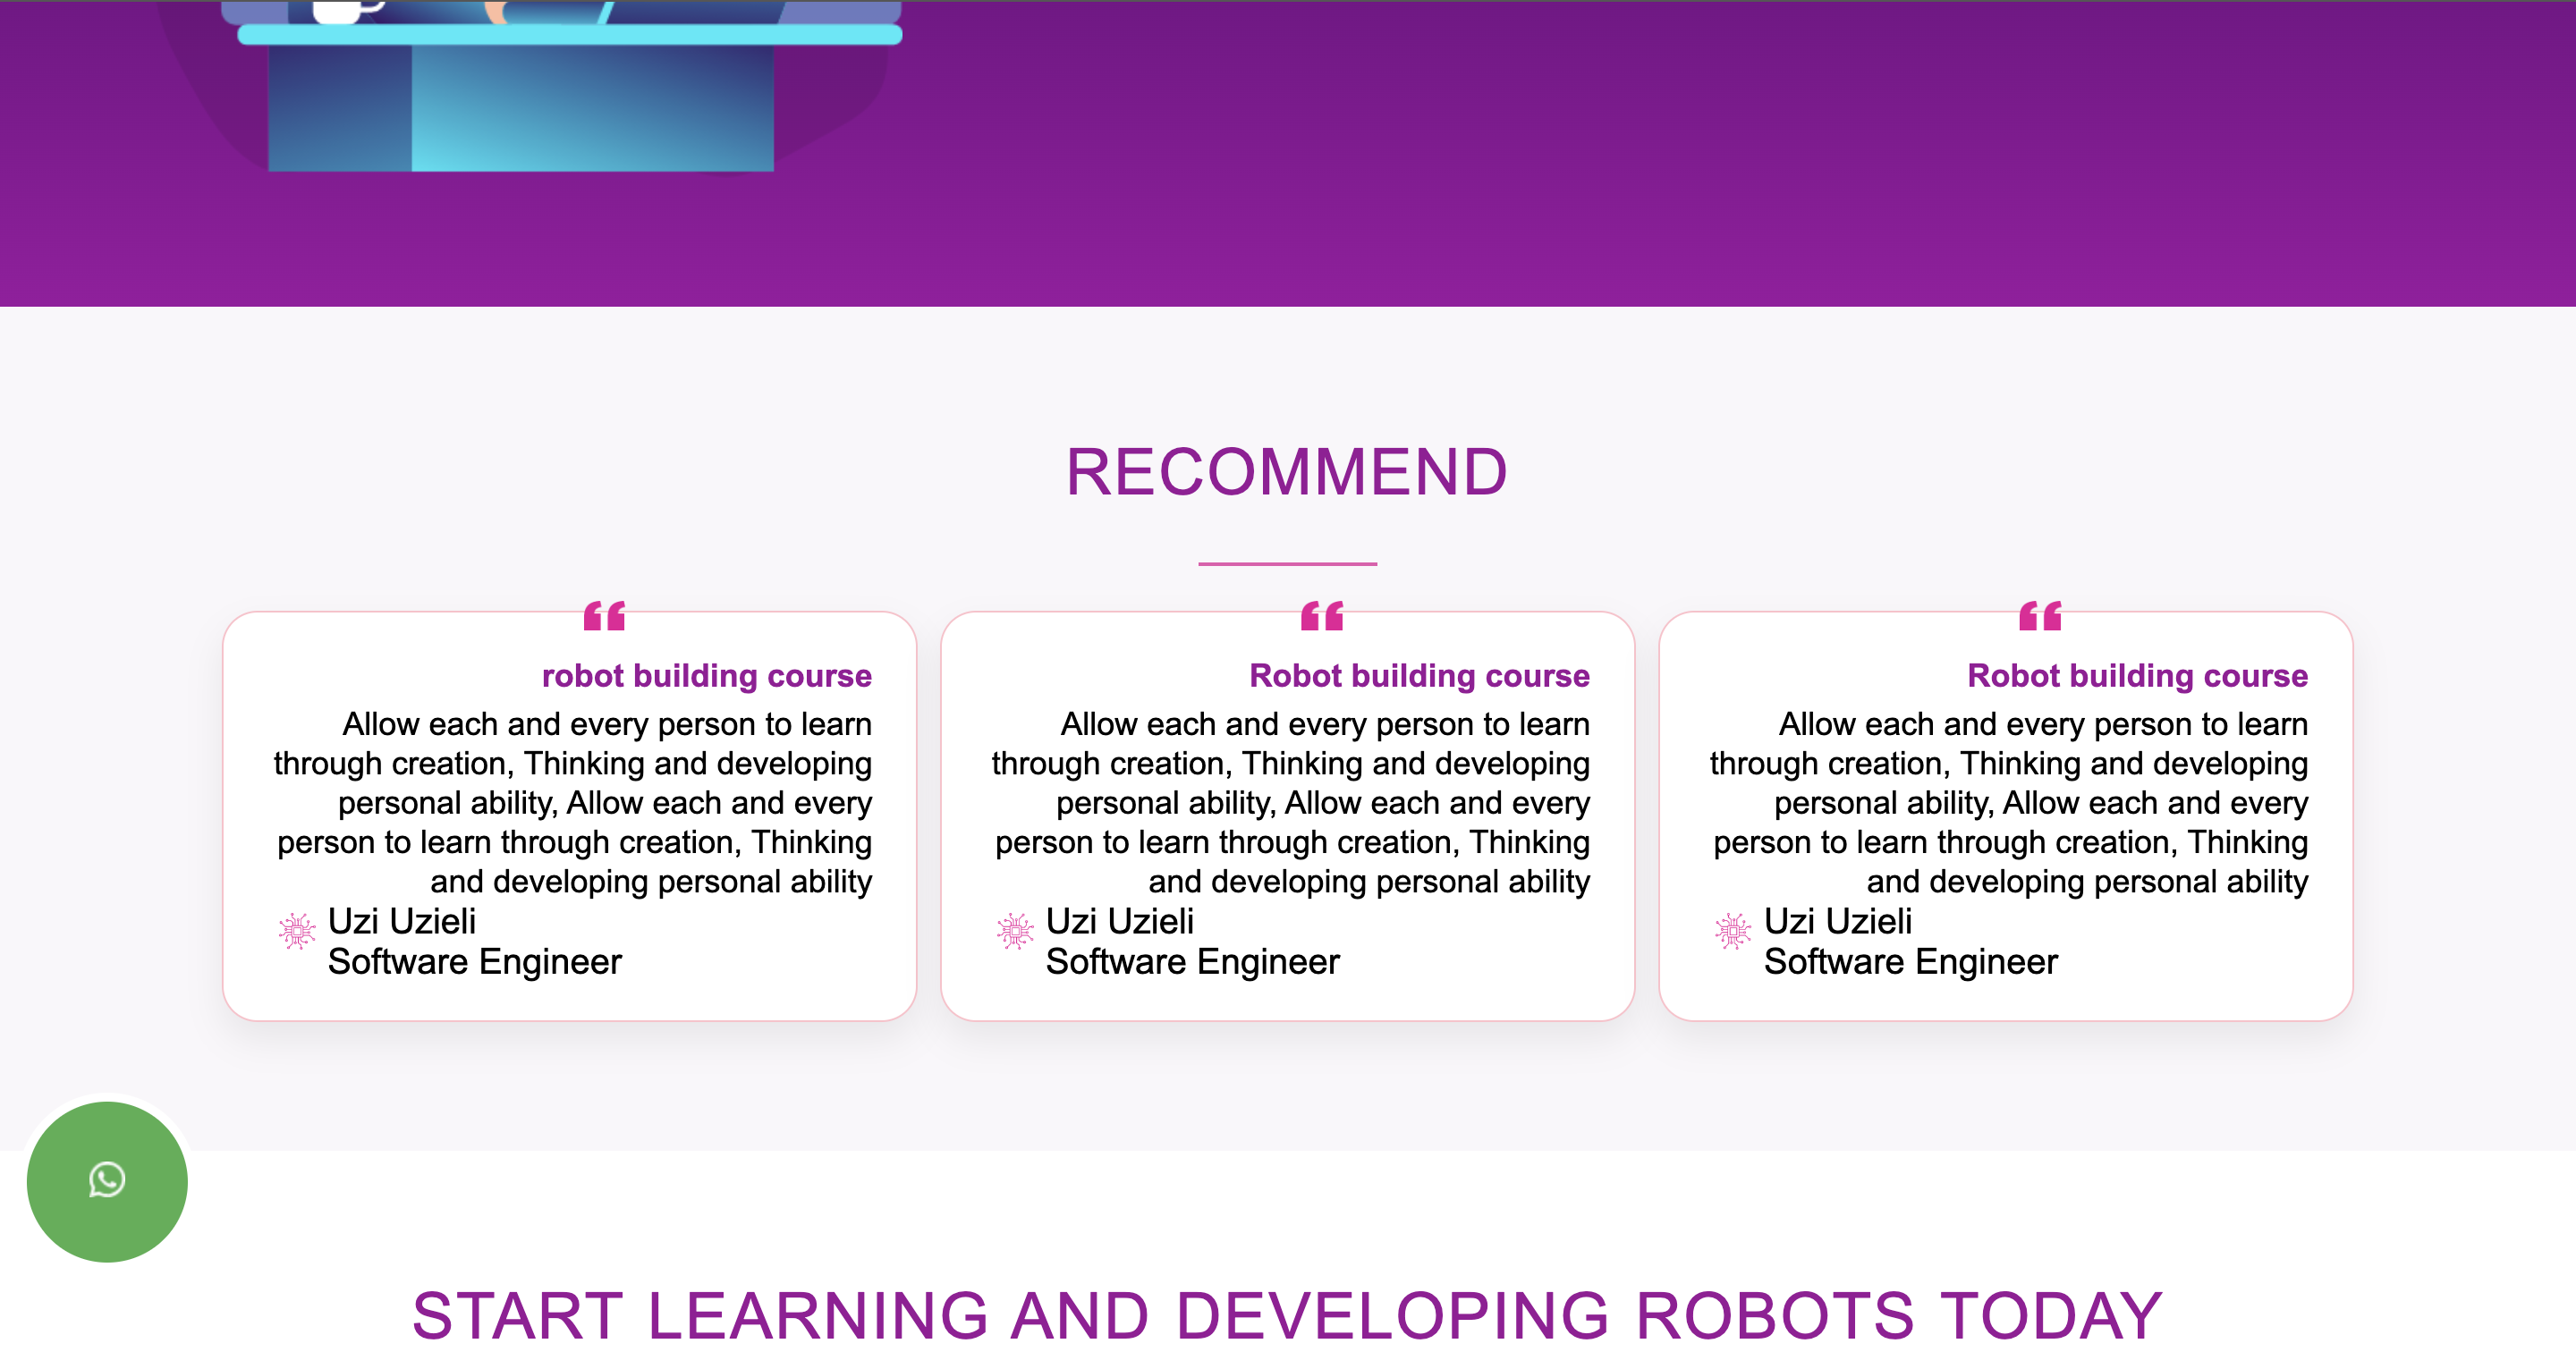 RECOMMEND
robot building course
Allow each and every person to learn
through creation, Thinking and developing
personal ability, Allow each and every
person to learn through creation, Thinking
and developing personal ability
Uzi Uzieli
Software Engineer
Robot building course
Allow each and every person to learn
through creation, Thinking and developing
personal ability, Allow each and every
person to learn through creation, Thinking
and developing personal ability
Uzi Uzieli
Software Engineer
Robot building course
Allow each and every person to learn
through creation, Thinking and developing
personal ability, Allow each and every
person to learn through creation, Thinking
and developing personal ability
Uzi Uzieli
Software Engineer
START LEARNING AND DEVELOPING ROBOTS TODAY